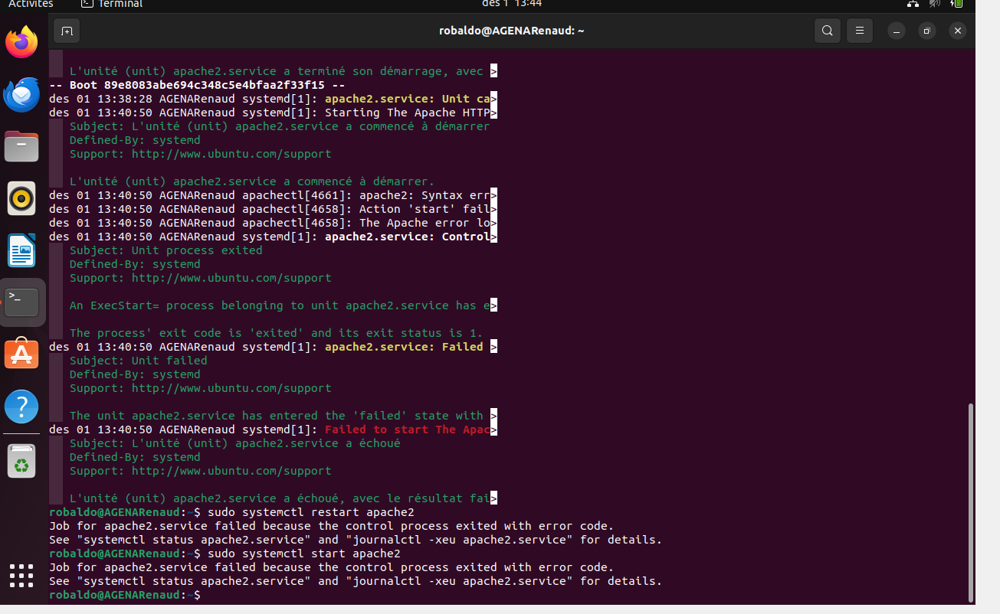 Activités
Terminal
des 1 13:44
robaldo@AGENARenaud: ~
L'unité (unit) apache2.service a terminé son démarrage, avec >
-- Boot 89e8083abe694c348c5e4bfaa2f33f15 --
des 01 13:38:28 AGENARenaud systemd[1]: apache2.service: Unit ca>
des 01 13:40:50 AGENARenaud systemd[1]: Starting The Apache HTTP>
Subject: L'unité (unit) apache2.service a commencé à démarrer
Defined-By: systemd
Support: http://www.ubuntu.com/support
L'unité (unit) apache2.service a commencé à démarrer.
des 01 13:40:50 AGENARenaud apachectl[4661]: apache2: Syntax err>
des 01 13:40:50 AGENARenaud apachectl[4658]: Action 'start' fail>
des 01 13:40:50 AGENARenaud apachectl[4658]: The Apache error lo>
des 01 13:40:50 AGENARenaud systemd[1]: apache2.service: Control>
Subject: Unit process exited
Defined-By: systemd
Support: http://www.ubuntu.com/support
An ExecStart= process belonging to unit apache2.service has e>
The process' exit code is 'exited' and its exit status is 1.
des 01 13:40:50 AGENARenaud systemd[1]: apache2.service: Failed >
Subject: Unit failed
Defined-By: systemd
Support: http://www.ubuntu.com/support
The unit apache2.service has entered the 'failed' state with >
des 01 13:40:50 AGENARenaud systemd[1]: Failed to start The Apac>
Subject: L'unité (unit) apache2.service a échoué
Defined-By: systemd
Support: http://www.ubuntu.com/support
L'unité (unit) apache2.service a échoué, avec le résultat fai>
robaldo@AGENARenaud:~$ sudo systemctl restart apache2
Job for apache2.service failed because the control process exited with error code.
See "systemctl status apache2.service" and "journalctl -xeu apache2.service" for details.
robaldo@AGENARenaud:~$ sudo systemctl start apache2
Job for apache2.service failed because the control process exited with error code.
See "systemctl status apache2.service" and "journalctl -xeu apache2.service" for details.
robaldo@AGENARenaud:~$